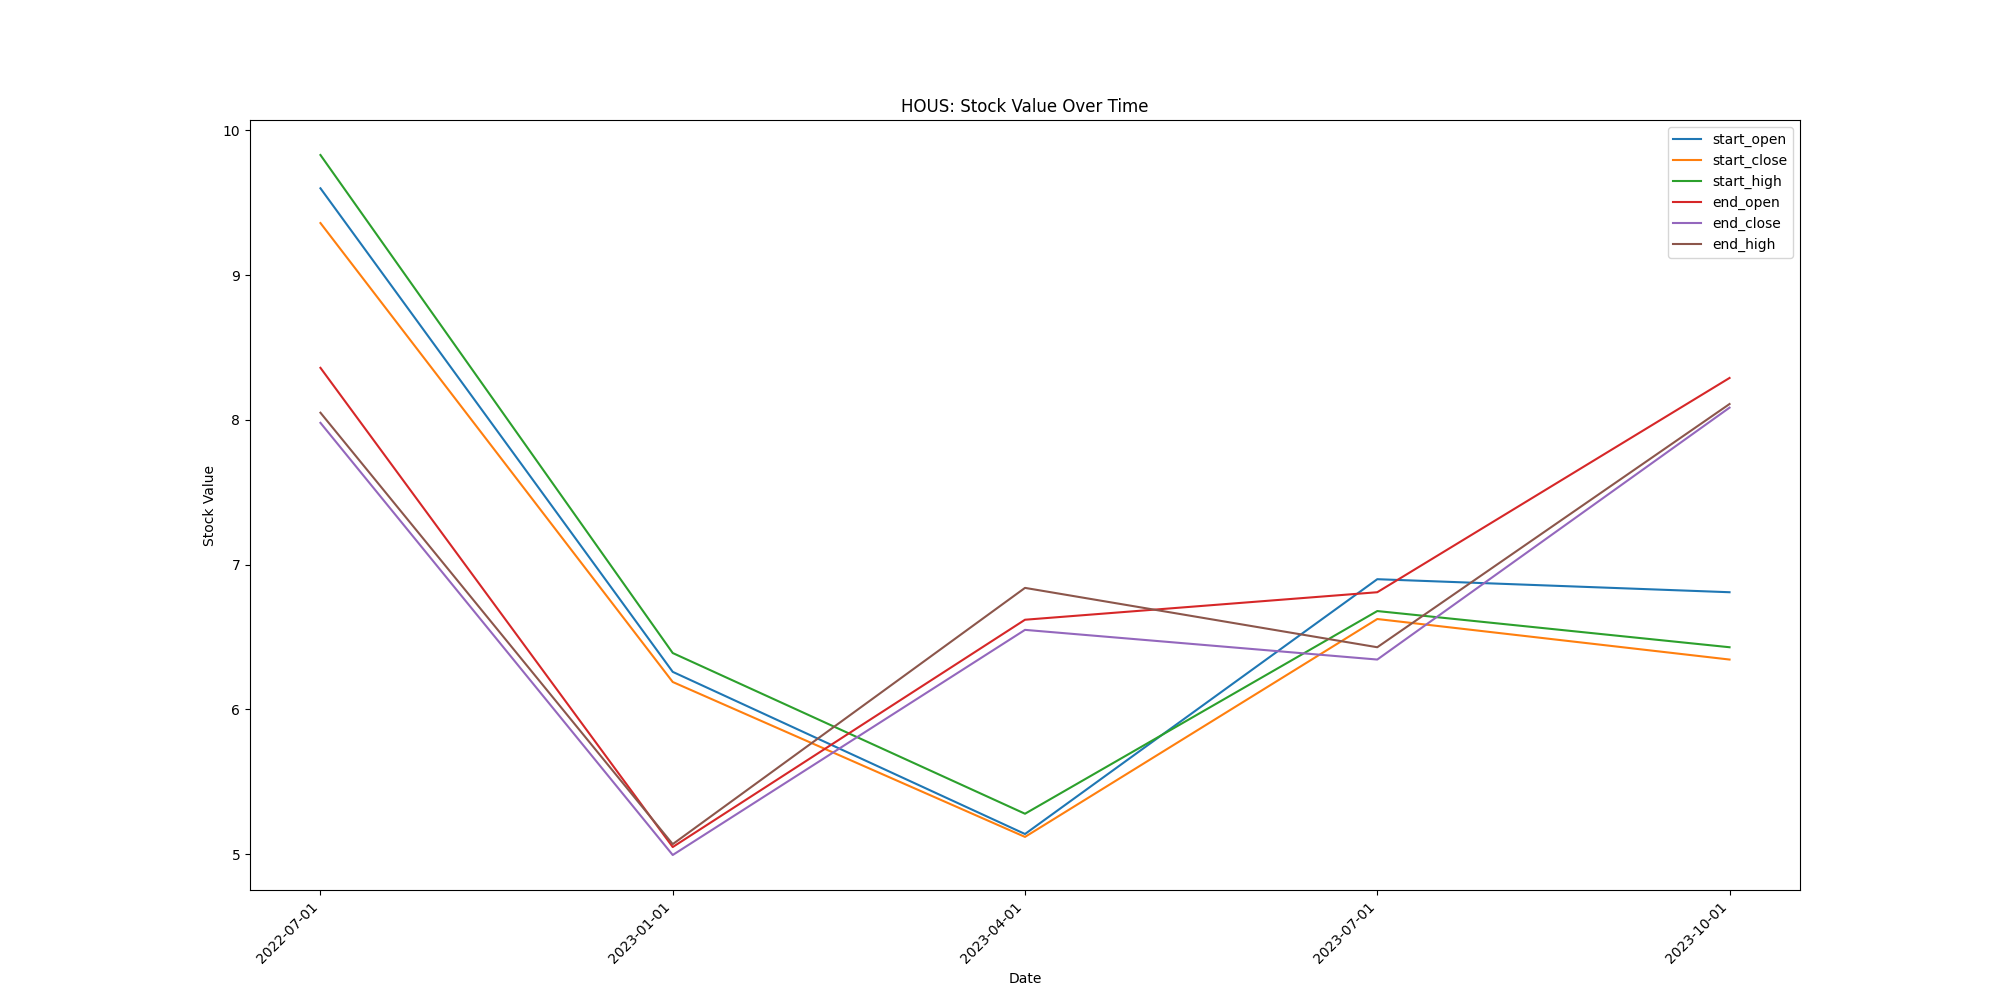 HOUS: Stock Value Over Time
start_open
start_close
start_high
end_open
end_close
end_high
Stock Value
10
9
8
7
6
5
2022-07-01
2023-01-01
2023-04-01
2023-07-01
2023-10-01
Date